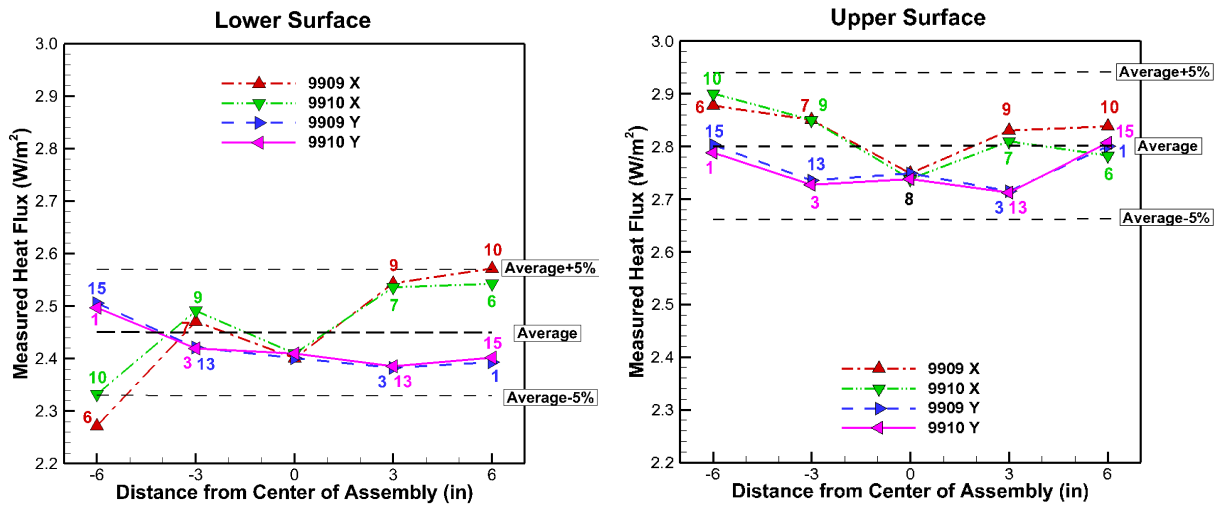 Lower Surface
Measured Heat Flux (W/m²)
3.0
2.9
2.8
2.7
2.6
2.5
2.4
2.3
2.2
9909 X
9910 X
9909 Y
9910 Y
10
9
Average+5%
15
9
7
6
1
7
Average
3 13
15
10
3 13
1
6
Average-5%
-6 -3 0 3 6
Distance from Center of Assembly (in)
Upper Surface
Measured Heat Flux (W/m²)
3.0
2.9
2.8
2.7
2.6
2.5
2.4
2.3
2.2
10
Average+5%
6
7 9
9
10
15
15
13
7
Average
1
1
6
3
8
3 13
Average-5%
9909 X
9910 X
9909 Y
9910 Y
-6 -3 0 3 6
Distance from Center of Assembly (in)